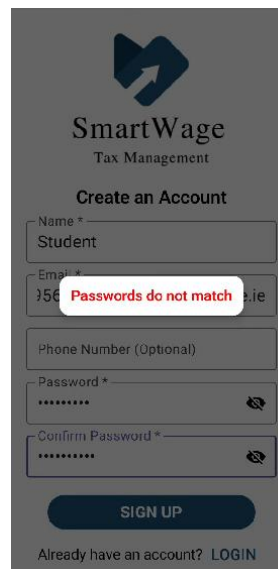 SmartWage
Tax Management
Create an Account
Name *
Student
Email *
Passwords do not match
.ie
Phone Number (Optional)
Password *
•••••••••
Confirm Password *
••••••••••
SIGN UP
Already have an account? LOGIN